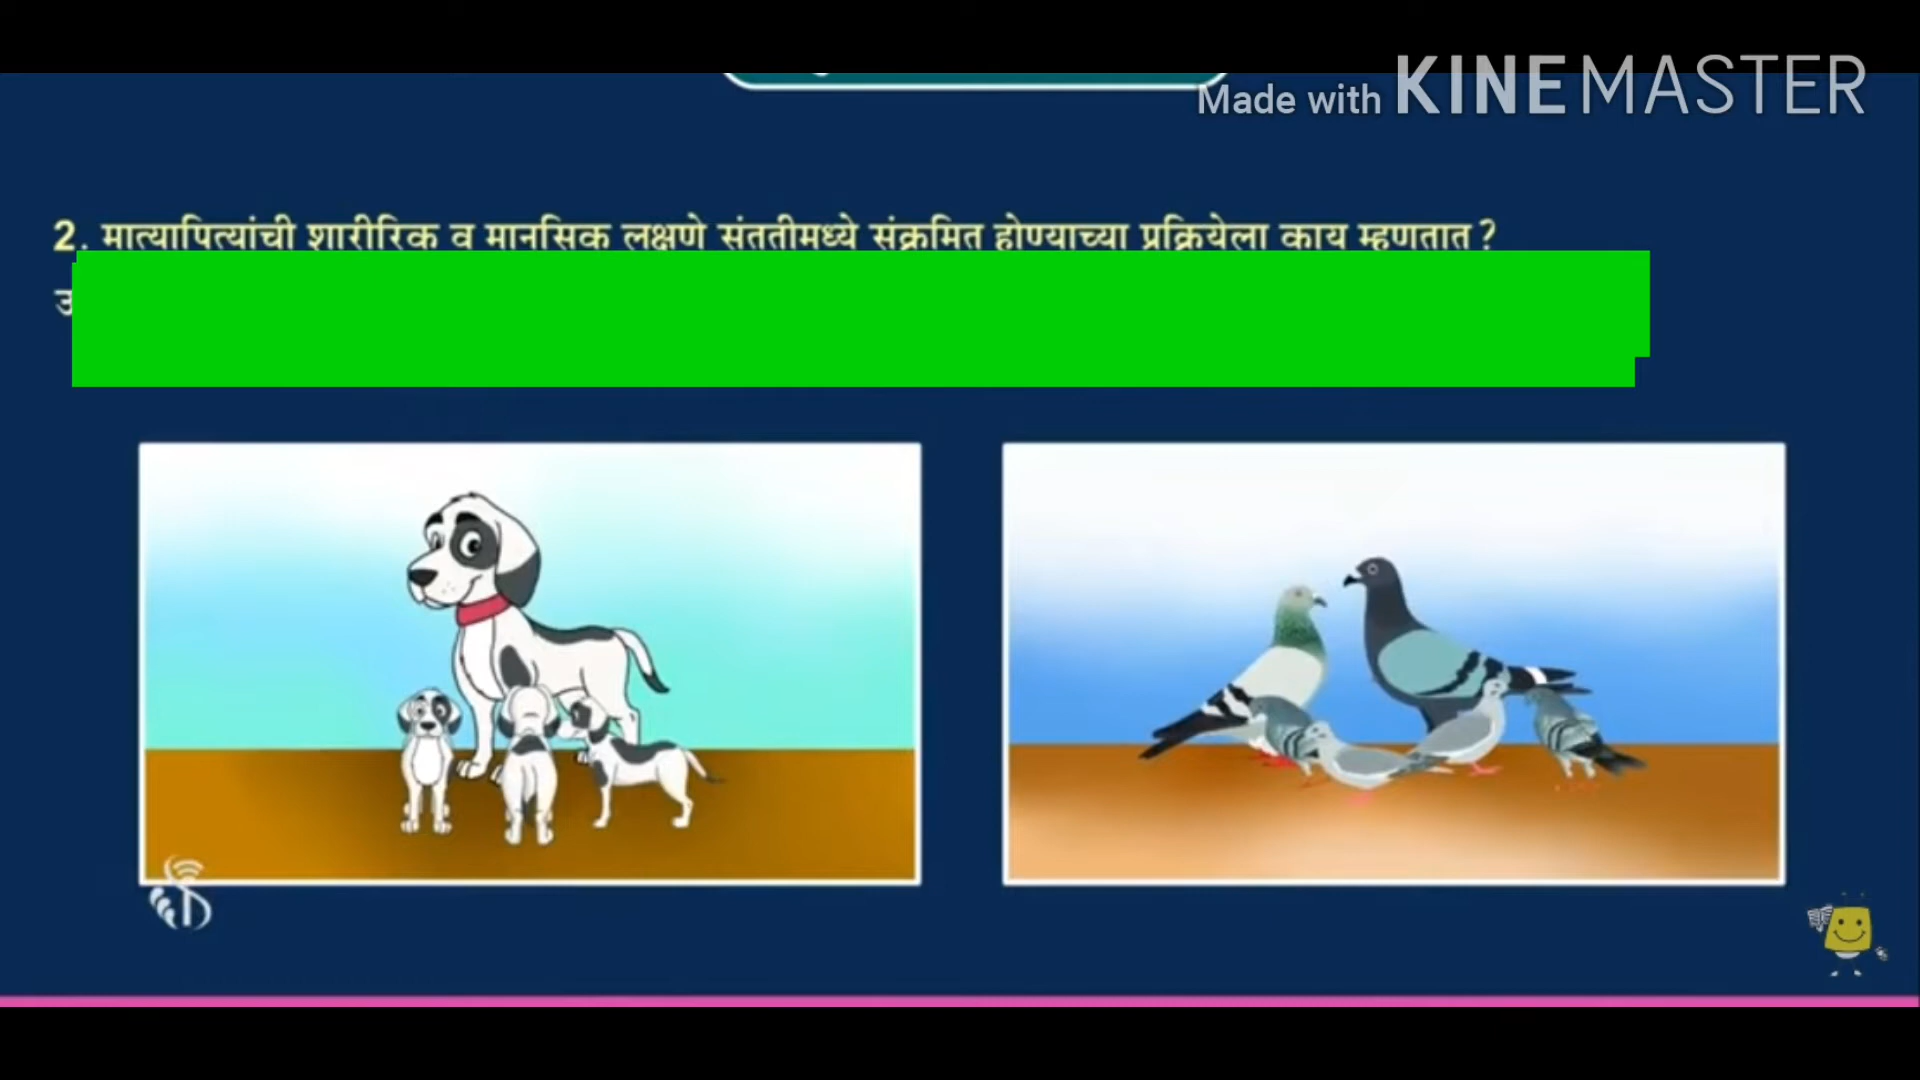 Made with KINEMASTER
2. मात्यापित्यांची शारीरिक व मानसिक लक्षणे संततीमध्ये संक्रमित होण्याच्या प्रक्रियेला काय म्हणतात?